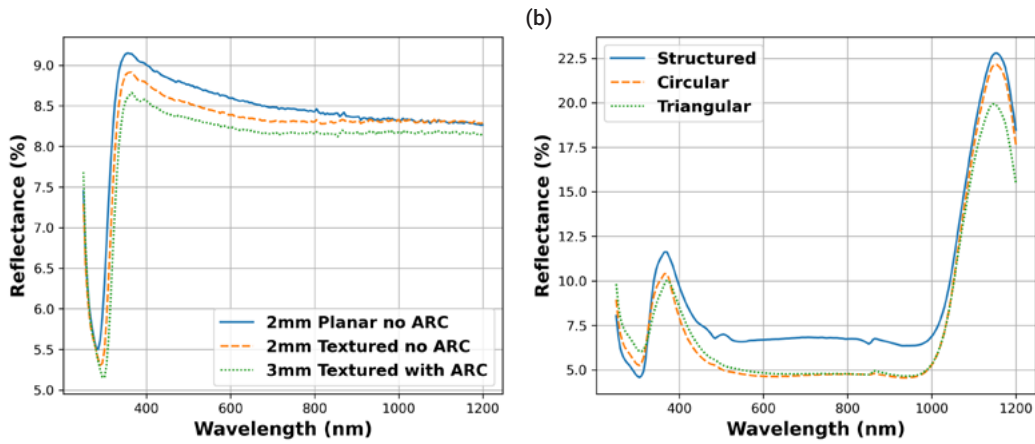 (b)
9.0
8.5
8.0
7.5
7.0
6.5
6.0
5.5
5.0
Reflectance (%)
2mm Planar no ARC
2mm Textured no ARC
3mm Textured with ARC
400 600 800 1000 1200
Wavelength (nm)
22.5
20.0
17.5
15.0
12.5
10.0
7.5
5.0
Reflectance (%)
Structured
Circular
Triangular
400 600 800 1000 1200
Wavelength (nm)